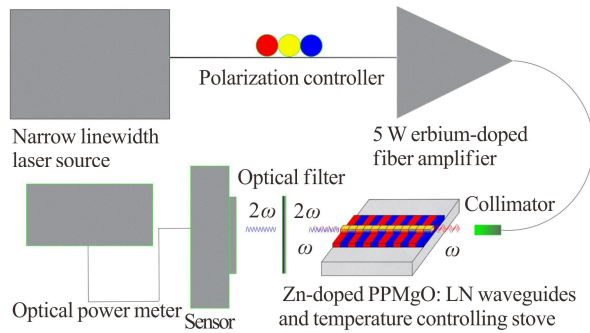 Polarization controller
Narrow linewidth
laser source
5 W erbium-doped
fiber amplifier
Optical filter
Collimator
2ω
2ω
ω
ω
Optical power meter
Sensor
Zn-doped PPMgO: LN waveguides
and temperature controlling stove